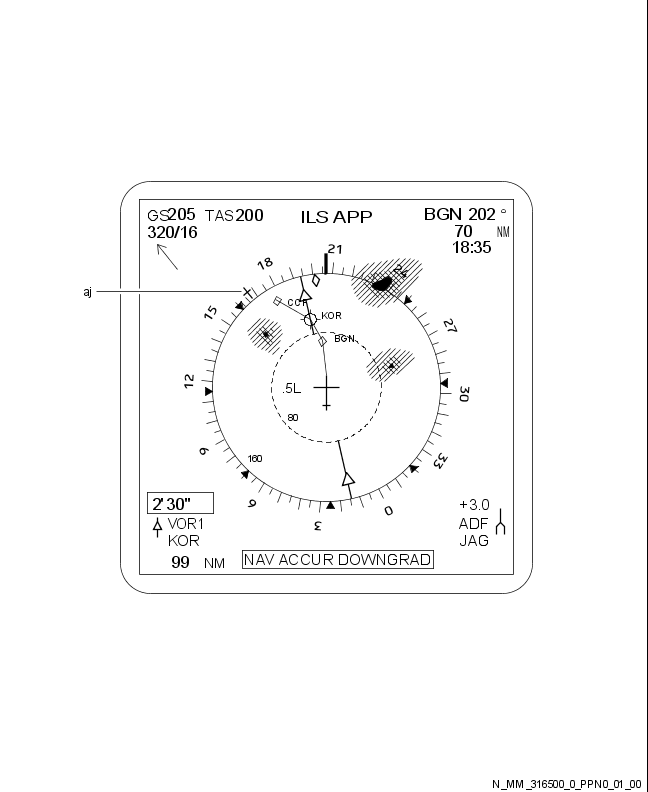 GS205 TAS200 ILS APP BGN 202 °
320/16 70 NM
18:35
21
18 24
aj
15 CCF KOR 27
BGN
12 .5L 30
80
9 160 33
6 3 0
2' 30"
+3.0
VOR1 ADF
KOR JAG
99 NM NAV ACCUR DOWNGRAD
N_MM_316500_0_PPN0_01_00